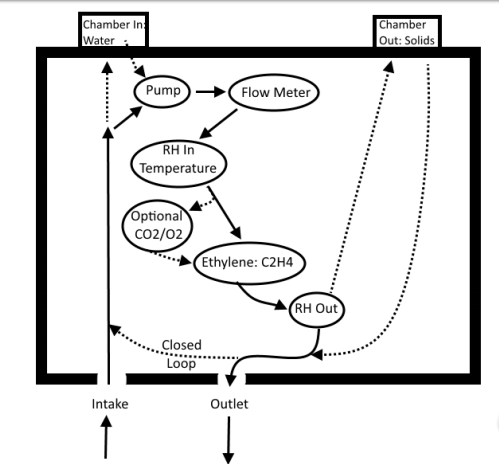 Chamber In:
Water
Chamber
Out: Solids
Pump
Flow Meter
RH In
Temperature
Optional
CO2/O2
Ethylene: C2H4
RH Out
Closed
Loop
Intake
Outlet